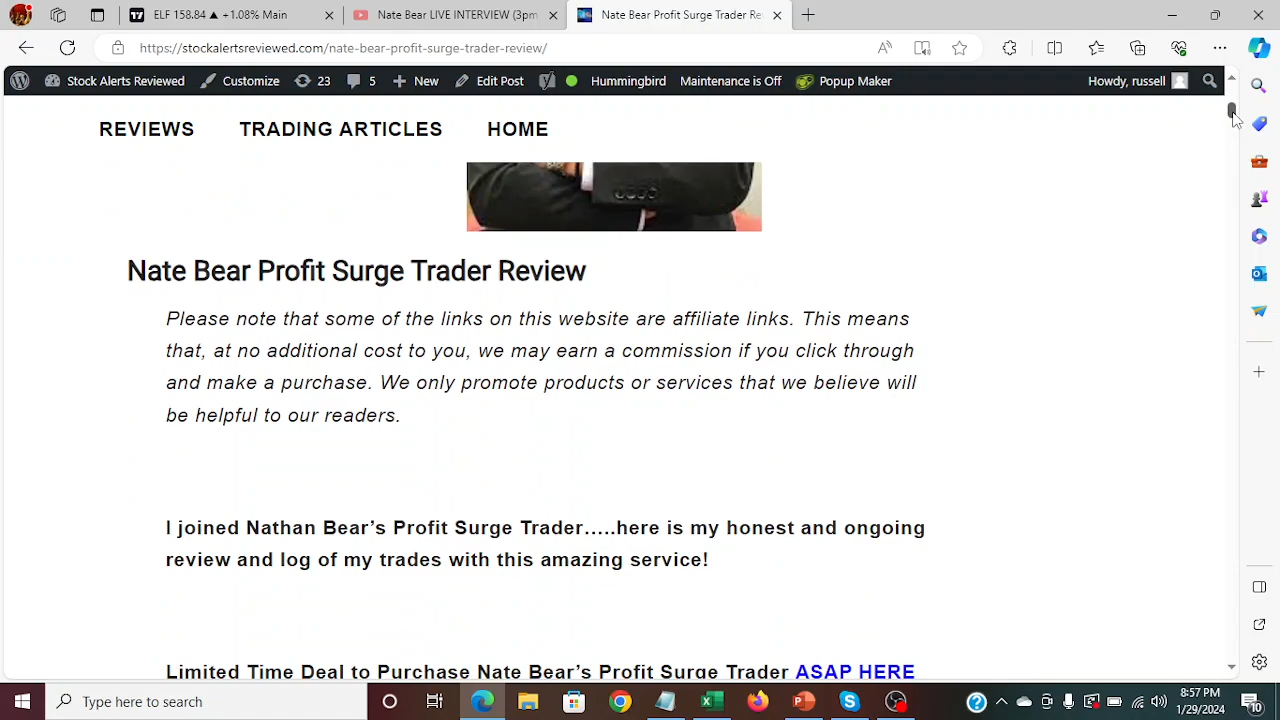 ELF 158.84 ▲ +1.08% Main
Nate Bear LIVE INTERVIEW (3pm
Nate Bear Profit Surge Trader Re
https://stockalertsreviewed.com/nate-bear-profit-surge-trader-review/
Stock Alerts Reviewed
Customize
23
5
New
Edit Post
Hummingbird
Maintenance is Off
Popup Maker
Howdy, russell
REVIEWS
TRADING ARTICLES
HOME
Nate Bear Profit Surge Trader Review
Please note that some of the links on this website are affiliate links. This means
that, at no additional cost to you, we may earn a commission if you click through
and make a purchase. We only promote products or services that we believe will
be helpful to our readers.
I joined Nathan Bear’s Profit Surge Trader…..here is my honest and ongoing
review and log of my trades with this amazing service!
Limited Time Deal to Purchase Nate Bear’s Profit Surge Trader ASAP HERE
Type here to search
8:57 PM
1/29/2024
10